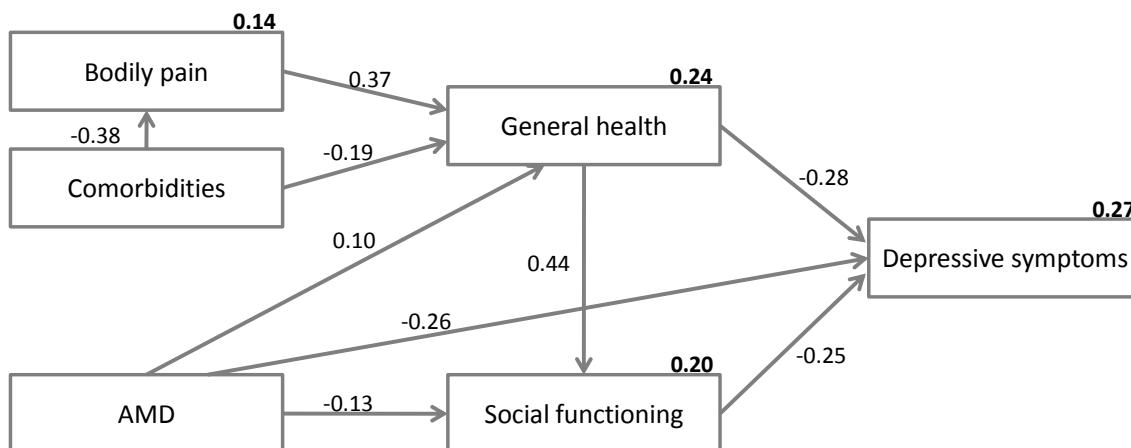 0.14
Bodily pain
0.37
0.24
General health
-0.38
-0.19
Comorbidities
-0.28
0.27
Depressive symptoms
0.10
0.44
-0.26
-0.25
0.20
AMD
-0.13
Social functioning